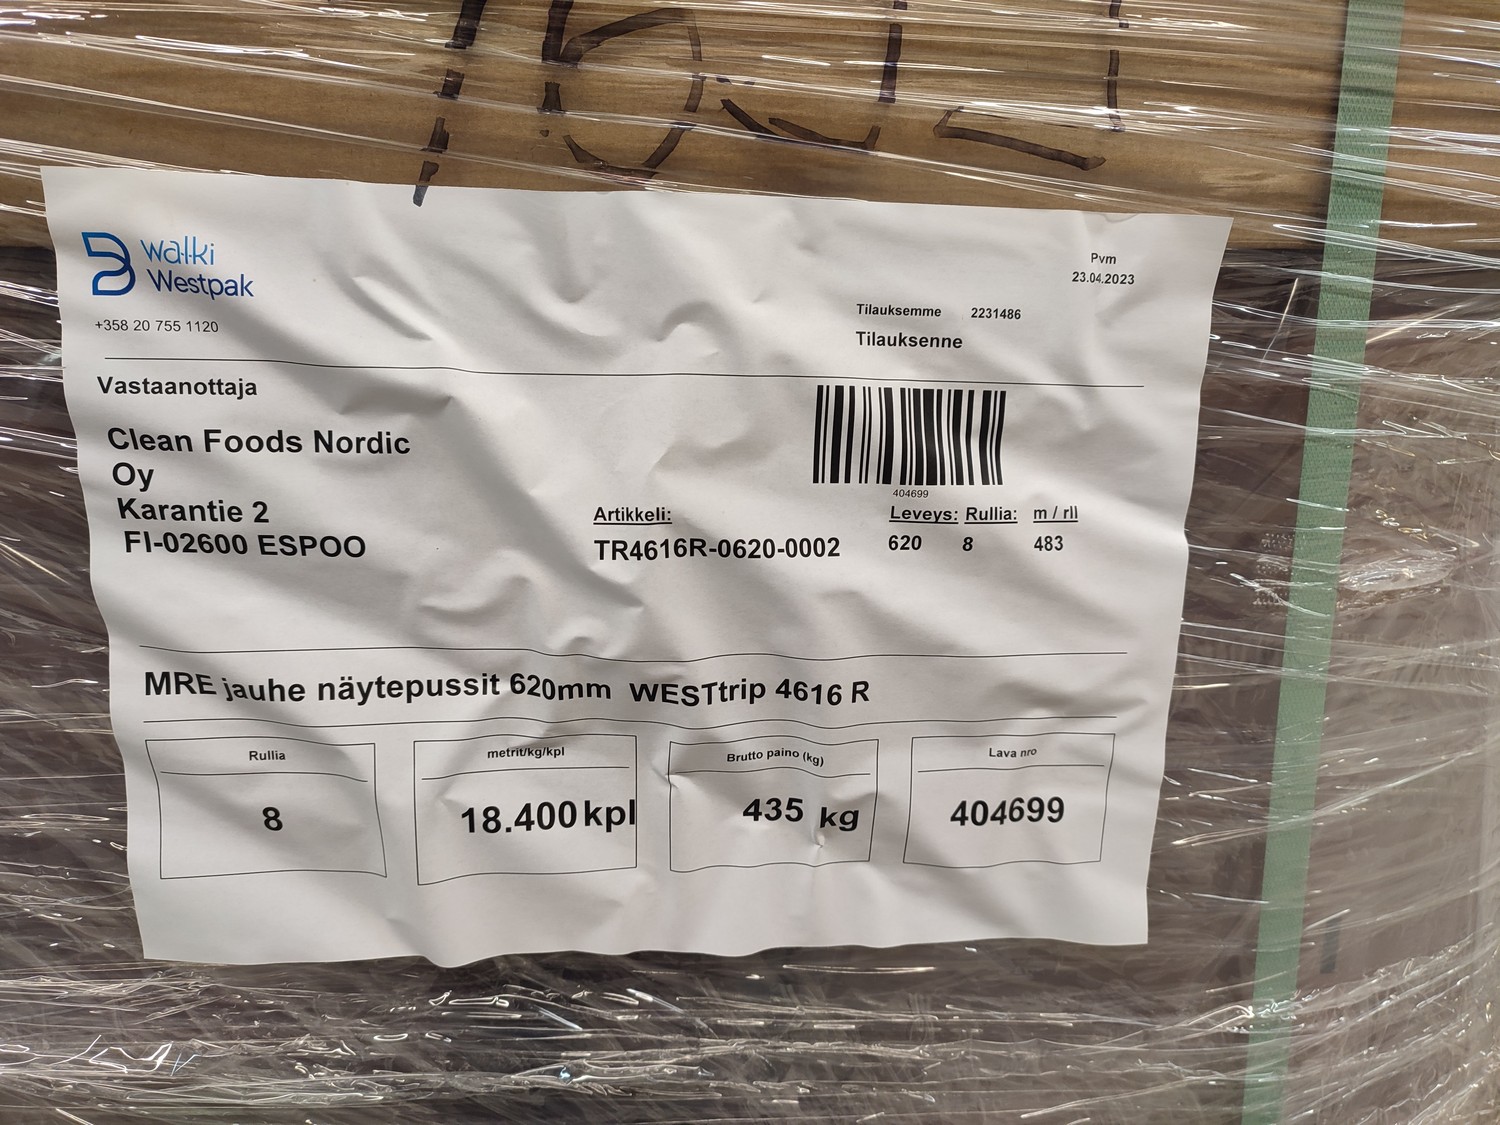 walki
Westpak
+358 20 755 1120
Pvm
23.04.2023
Tilauksemme 2231486
Tilauksenne
Vastaanottaja
Clean Foods Nordic
Oy
Karantie 2
FI-02600 ESPOO
404699
Artikkeli: Leveys: Rullia: m / rll
TR4616R-0620-0002 620 8 483
MRE jauhe näytepussit 620mm WESTtrip 4616 R
Rullia metrit/kg/kpl Brutto paino (kg) Lava nro
8 18.400 kpl 435 kg 404699